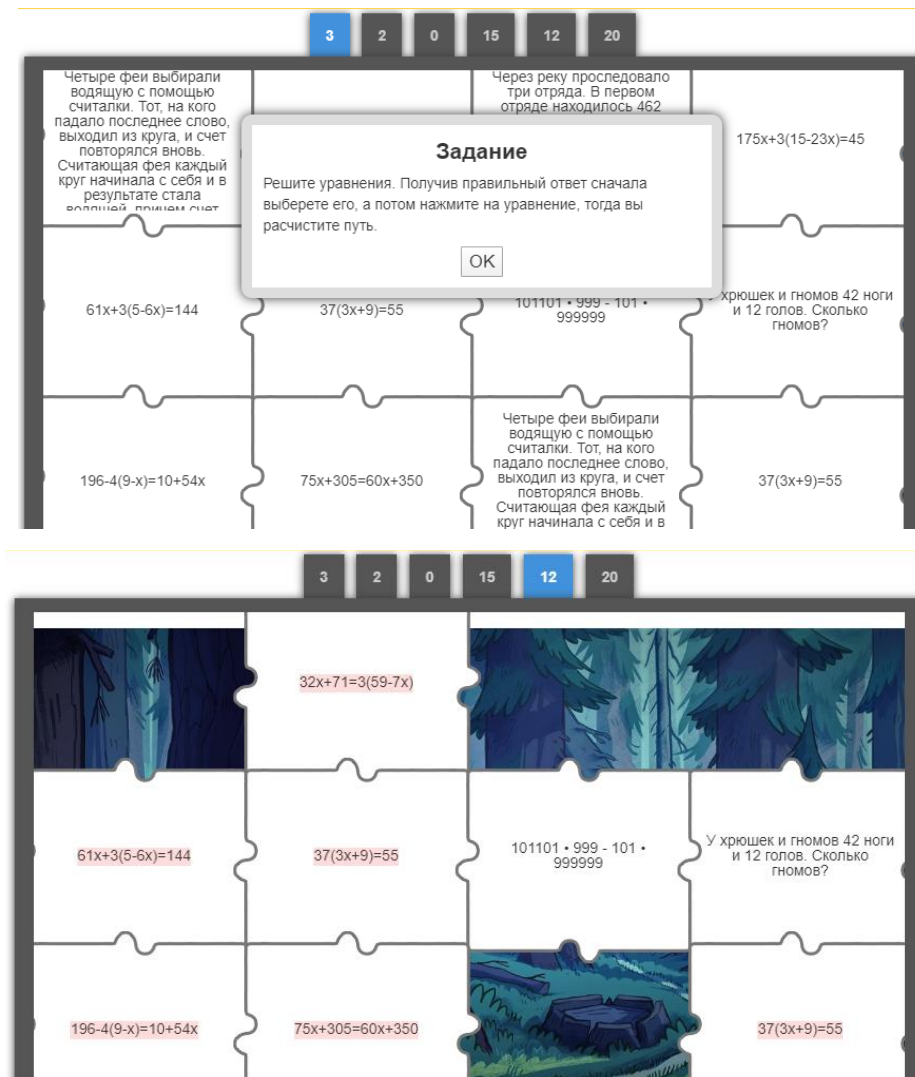 3 2 0 15 12 20
Четыре феи выбирали
водящую с помощью
считалки. Тот, на кого
падало последнее слово,
выходил из круга, и счет
повторялся вновь.
Считающая фея каждый
круг начинала с себя и в
результате стала
водящей, причем счет
Через реку проследовало
три отряда. В первом
отряде находилось 462
175x+3(15-23x)=45
Задание
Решите уравнения. Получив правильный ответ сначала
выберете его, а потом нажмите на уравнение, тогда вы
расчистите путь.
OK
61x+3(5-6x)=144
37(3x+9)=55
101101 • 999 - 101 •
999999
У хрюшек и гномов 42 ноги
и 12 голов. Сколько
гномов?
196-4(9-x)=10+54x
75x+305=60x+350
Четыре феи выбирали
водящую с помощью
считалки. Тот, на кого
падало последнее слово,
выходил из круга, и счет
повторялся вновь.
Считающая фея каждый
круг начинала с себя и в
37(3x+9)=55
3 2 0 15 12 20
32x+71=3(59-7x)
61x+3(5-6x)=144
37(3x+9)=55
101101 • 999 - 101 •
999999
У хрюшек и гномов 42 ноги
и 12 голов. Сколько
гномов?
196-4(9-x)=10+54x
75x+305=60x+350
37(3x+9)=55